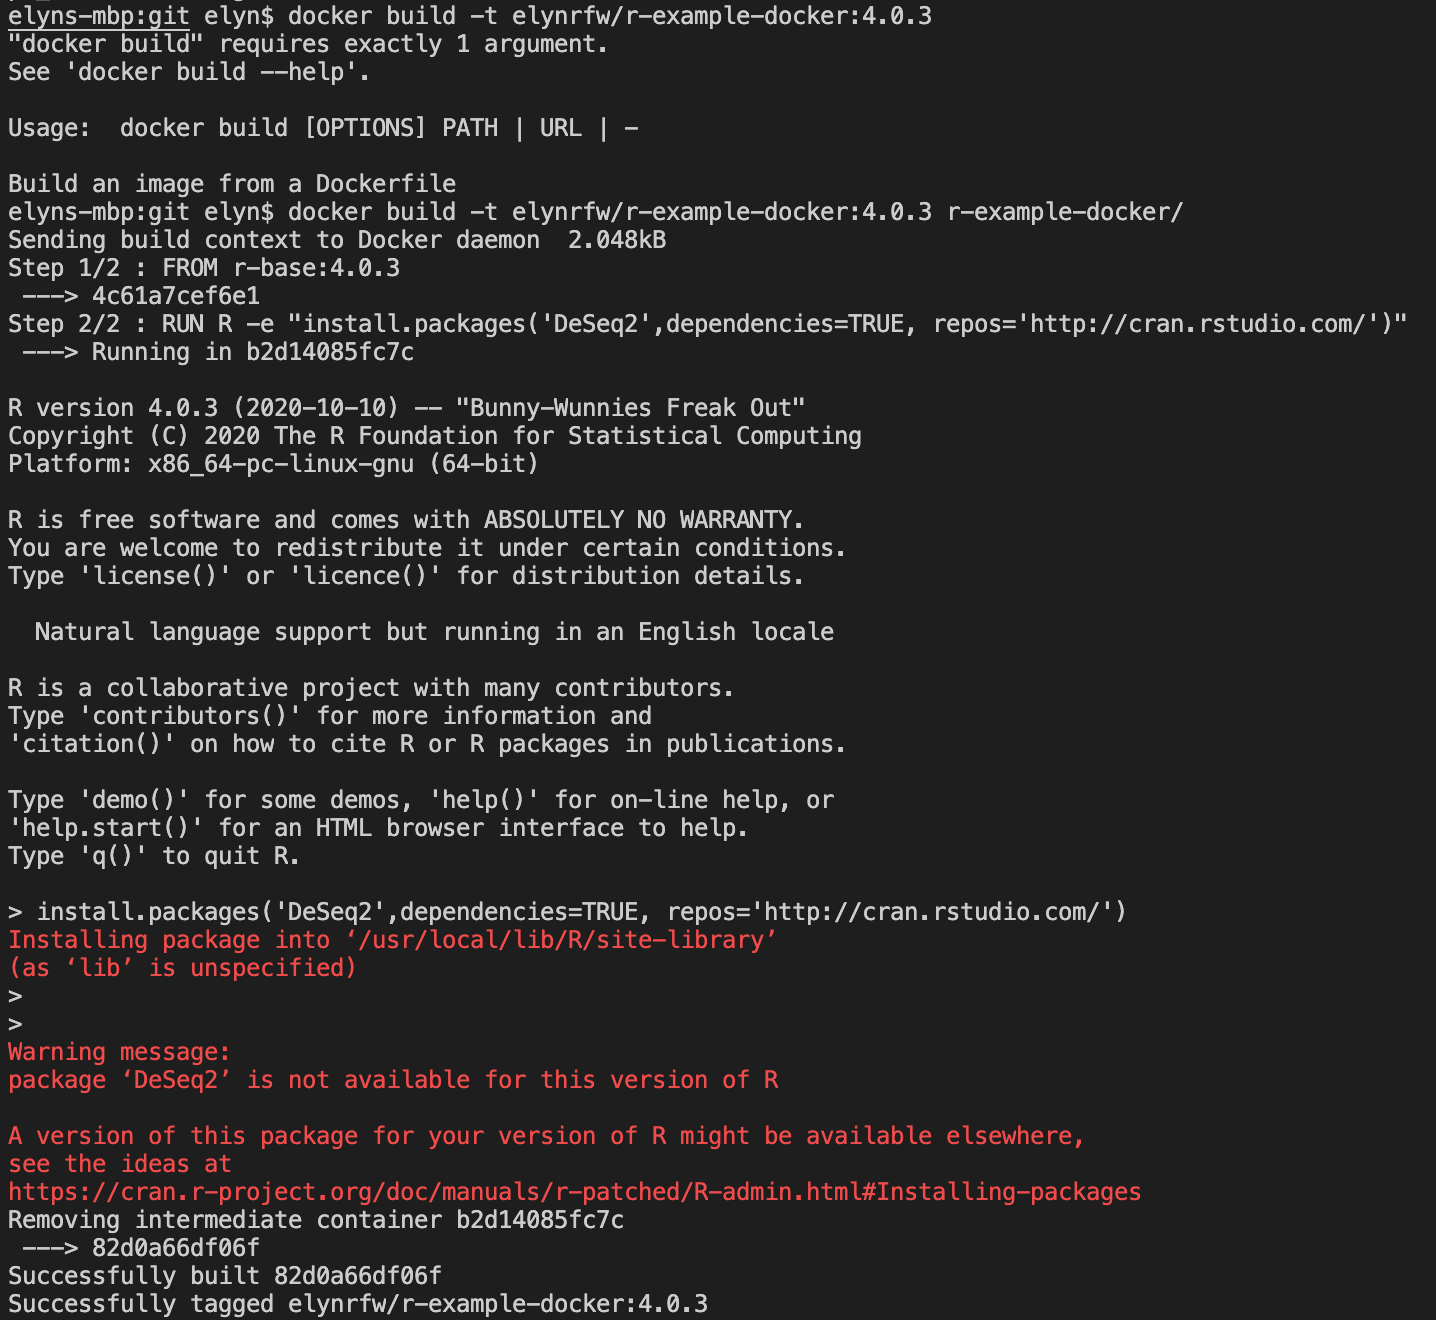 elyns-mbp:git elyn$ docker build -t elynrfw/r-example-docker:4.0.3
"docker build" requires exactly 1 argument.
See 'docker build --help'.
Usage:  docker build [OPTIONS] PATH | URL | -
Build an image from a Dockerfile
elyns-mbp:git elyn$ docker build -t elynrfw/r-example-docker:4.0.3 r-example-docker/
Sending build context to Docker daemon  2.048kB
Step 1/2 : FROM r-base:4.0.3
 ---> 4c61a7cef6e1
Step 2/2 : RUN R -e "install.packages('DeSeq2',dependencies=TRUE, repos='http://cran.rstudio.com/')"
 ---> Running in b2d14085fc7c
R version 4.0.3 (2020-10-10) -- "Bunny-Wunnies Freak Out"
Copyright (C) 2020 The R Foundation for Statistical Computing
Platform: x86_64-pc-linux-gnu (64-bit)
R is free software and comes with ABSOLUTELY NO WARRANTY.
You are welcome to redistribute it under certain conditions.
Type 'license()' or 'licence()' for distribution details.
  Natural language support but running in an English locale
R is a collaborative project with many contributors.
Type 'contributors()' for more information and
'citation()' on how to cite R or R packages in publications.
Type 'demo()' for some demos, 'help()' for on-line help, or
'help.start()' for an HTML browser interface to help.
Type 'q()' to quit R.
> install.packages('DeSeq2',dependencies=TRUE, repos='http://cran.rstudio.com/')
Installing package into ‘/usr/local/lib/R/site-library’
(as ‘lib’ is unspecified)
>
>
Warning message:
package ‘DeSeq2’ is not available for this version of R
A version of this package for your version of R might be available elsewhere,
see the ideas at
https://cran.r-project.org/doc/manuals/r-patched/R-admin.html#Installing-packages
Removing intermediate container b2d14085fc7c
 ---> 82d0a66df06f
Successfully built 82d0a66df06f
Successfully tagged elynrfw/r-example-docker:4.0.3